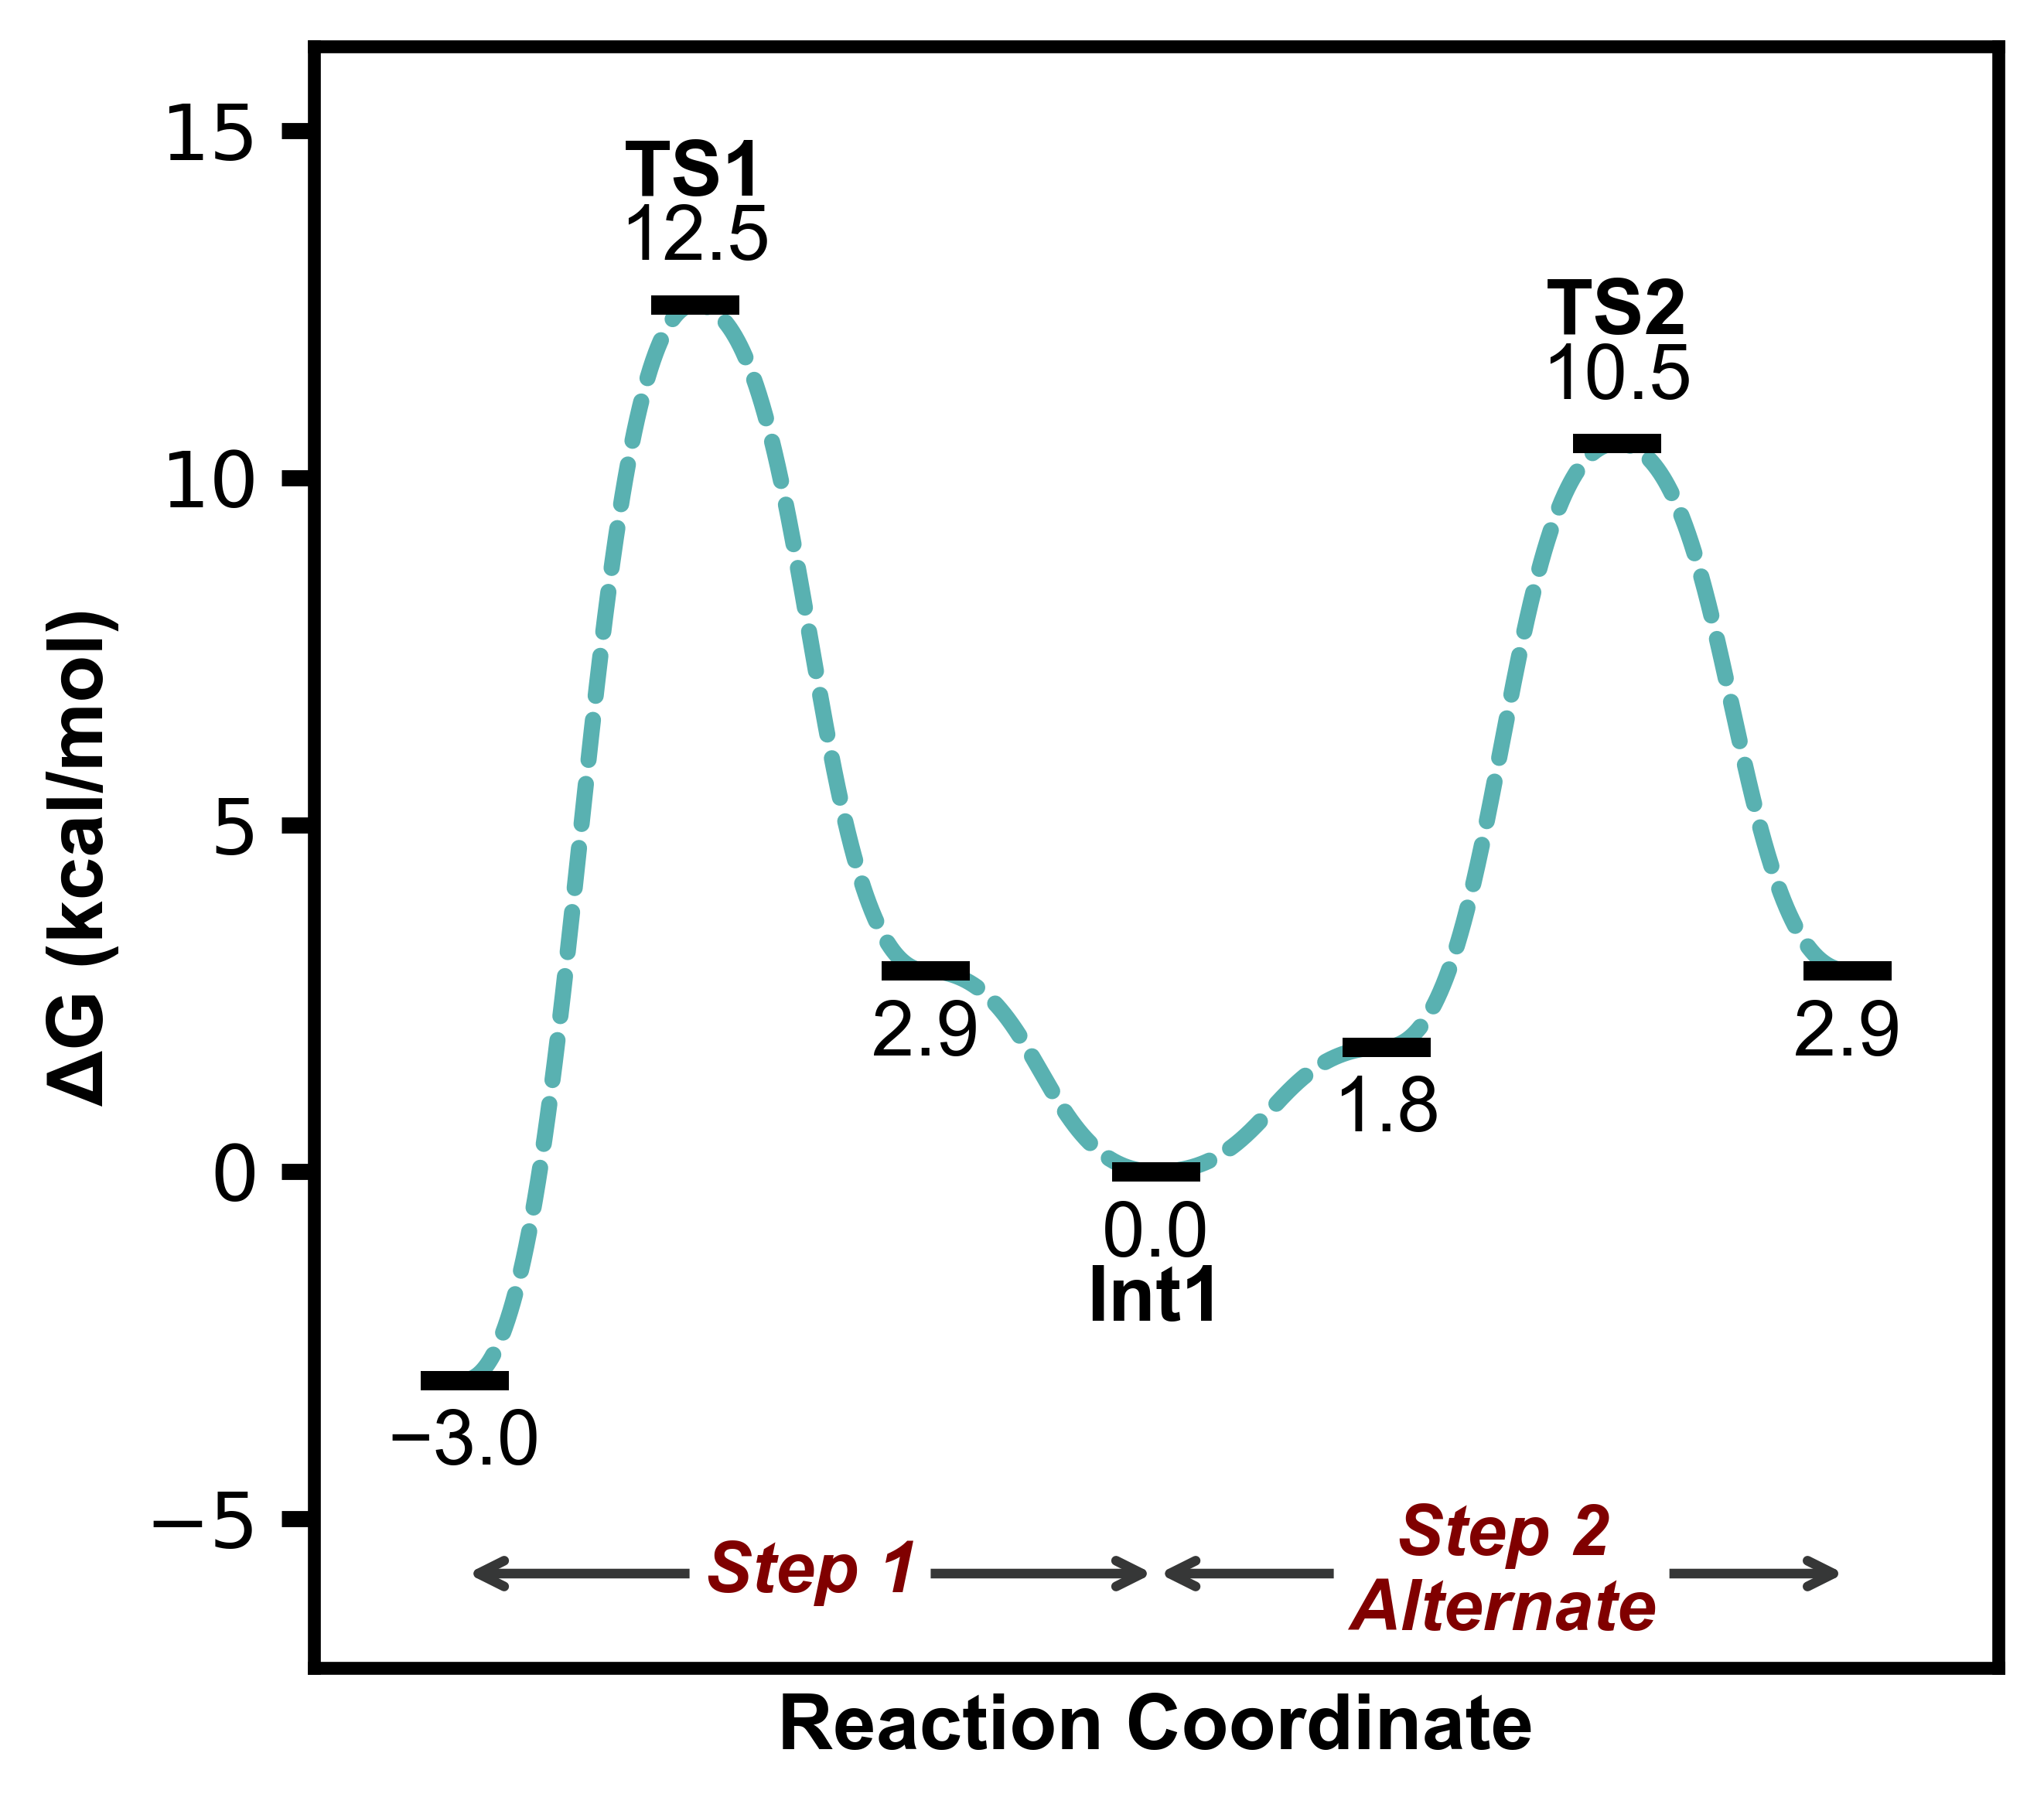 15
10
5
0
−5
ΔG (kcal/mol)
TS1
12.5
TS2
10.5
2.9
2.9
1.8
0.0
Int1
−3.0
Step 1
Step 2
Alternate
Reaction Coordinate